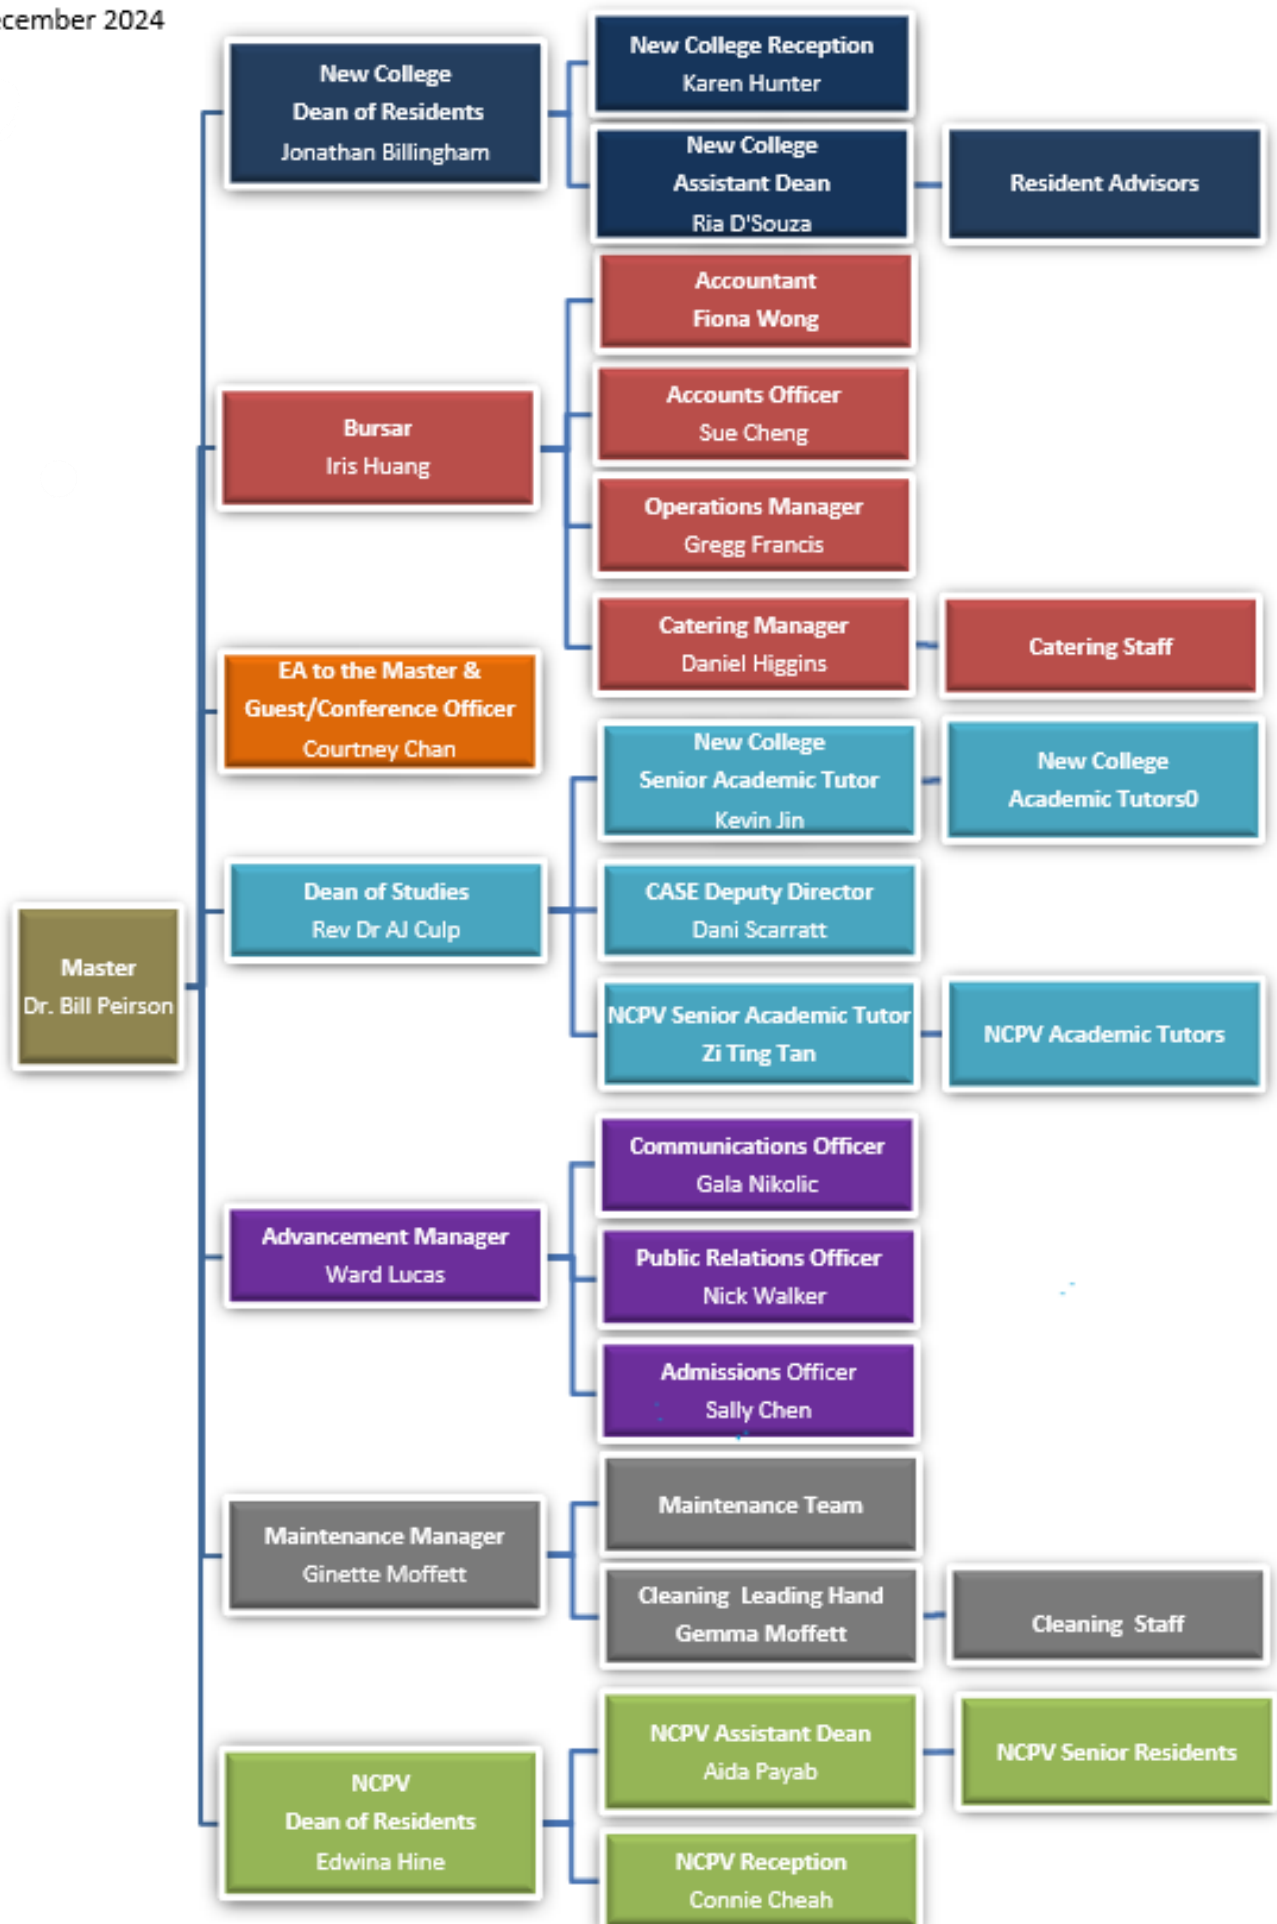 December 2024
New College
Dean of Residents
Jonathan Billingham
New College Reception
Karen Hunter
New College
Assistant Dean
Ria D'Souza
Resident Advisors
Bursar
Iris Huang
Accountant
Fiona Wong
Accounts Officer
Sue Cheng
Operations Manager
Gregg Francis
Catering Manager
Daniel Higgins
Catering Staff
EA to the Master &
Guest/Conference Officer
Courtney Chan
Master
Dr. Bill Peirson
Dean of Studies
Rev Dr AJ Culp
New College
Senior Academic Tutor
Kevin Jin
New College
Academic Tutors0
CASE Deputy Director
Dani Scarratt
NCPV Senior Academic Tutor
Zi Ting Tan
NCPV Academic Tutors
Advancement Manager
Ward Lucas
Communications Officer
Gala Nikolic
Public Relations Officer
Nick Walker
Admissions Officer
Sally Chen
Maintenance Manager
Ginette Moffett
Maintenance Team
Cleaning  Leading Hand
Gemma Moffett
Cleaning  Staff
NCPV
Dean of Residents
Edwina Hine
NCPV Assistant Dean
Aida Payab
NCPV Senior Residents
NCPV Reception
Connie Cheah